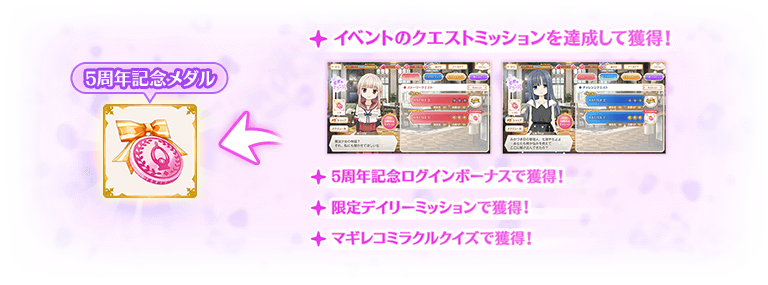 イベントのクエストミッションを達成して獲得！
5周年記念メダル
5周年記念ログインボーナスで獲得！
限定デイリーミッションで獲得！
マギレコミラクルクイズで獲得！